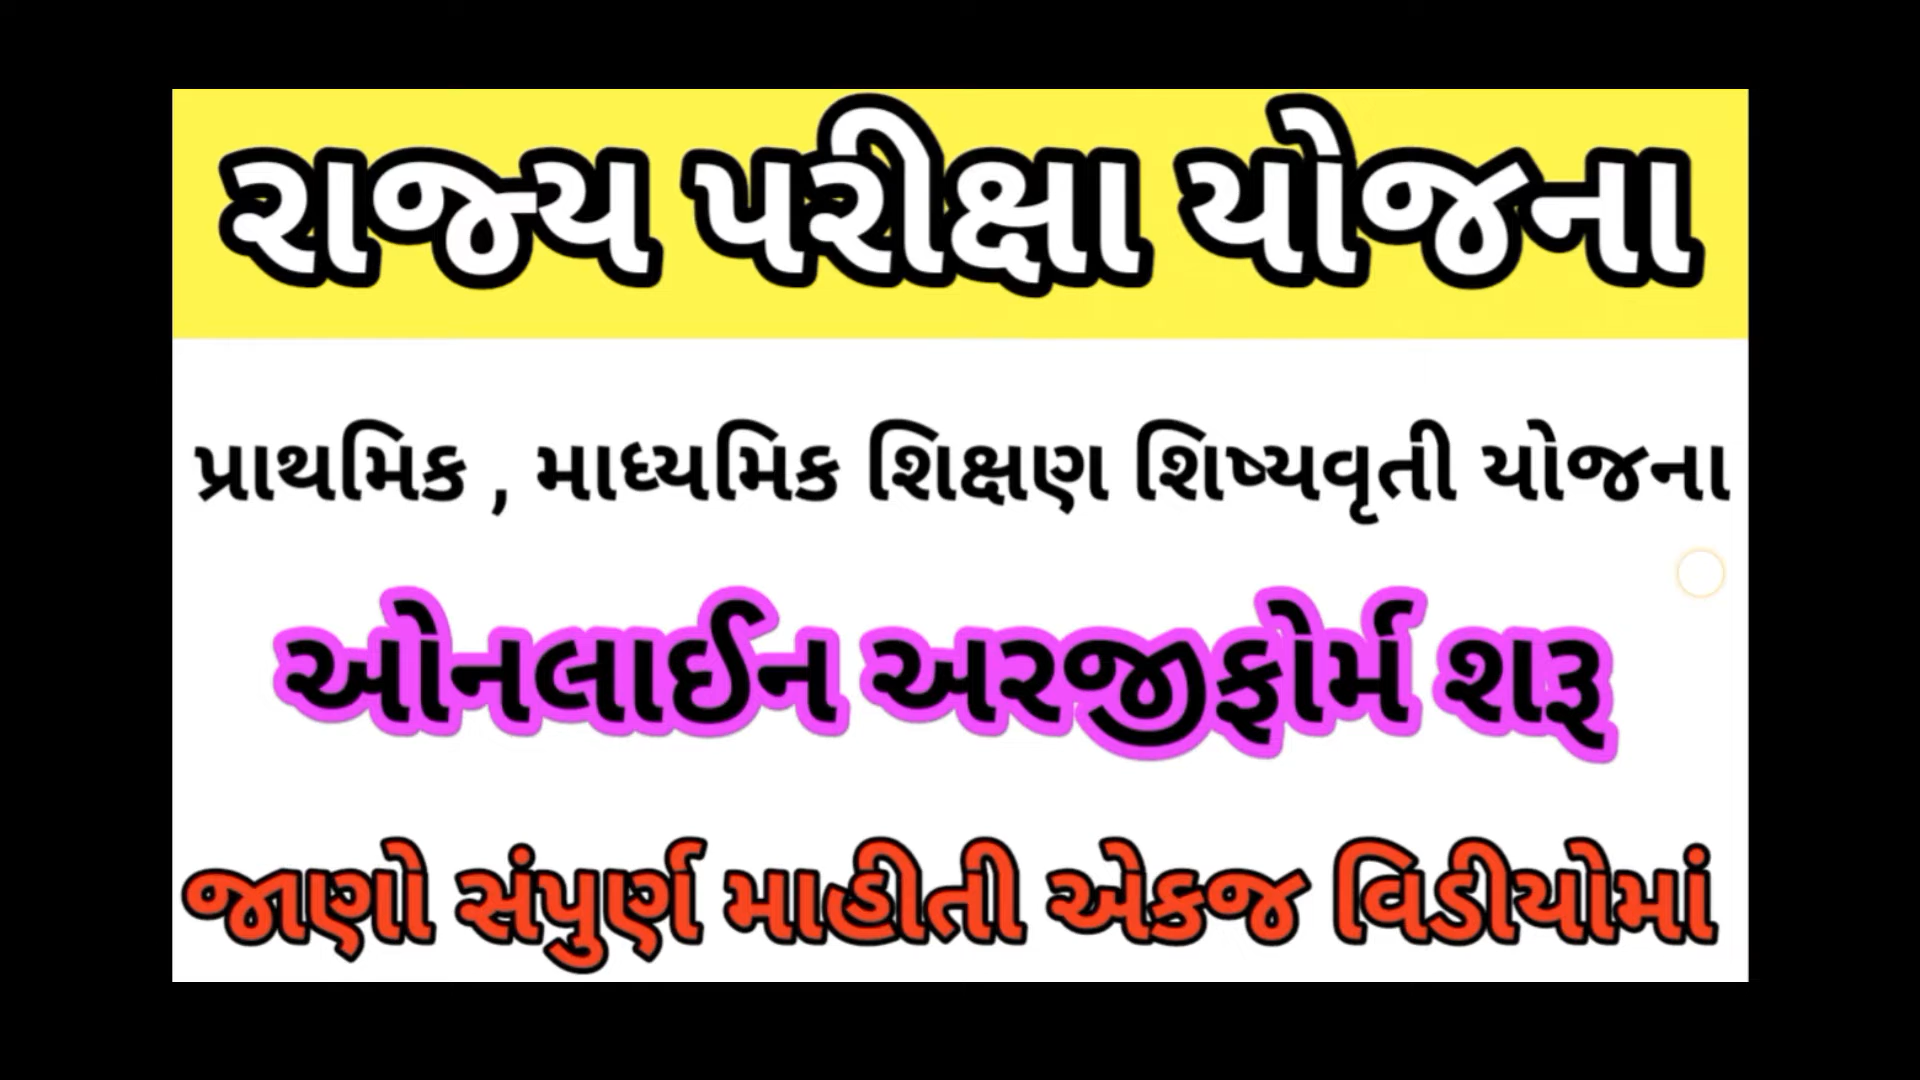 રાજ્ય પરીક્ષા યોજના
પ્રાથમિક , માધ્યમિક શિક્ષણ શિષ્યવૃતી યોજના
ઓનલાઈન અરજીફોર્મ શરૂ
જાણો સંપુર્ણ માહીતી એકજ વિડીયોમાં